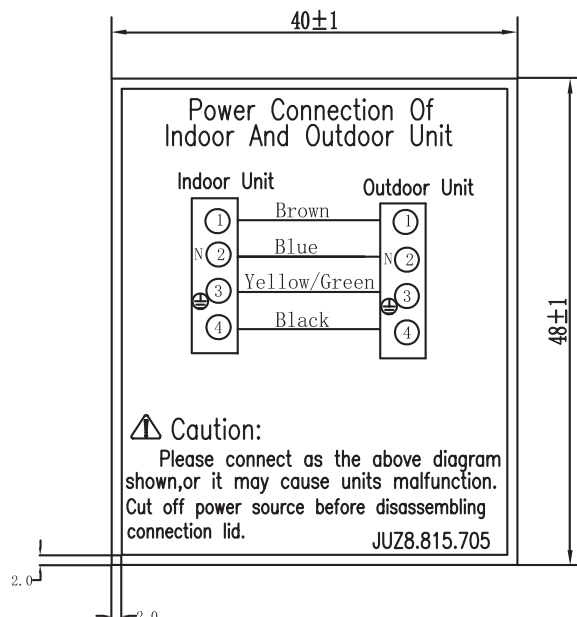 40±1
Power Connection Of
Indoor And Outdoor Unit
Indoor Unit
Outdoor Unit
1 Brown 1
N 2 Blue N 2
3 Yellow/Green 3
4 Black 4
48±1
Caution:
Please connect as the above diagram
shown,or it may cause units malfunction.
Cut off power source before disassembling
connection lid.
JUZ8.815.705
2.0
2.0